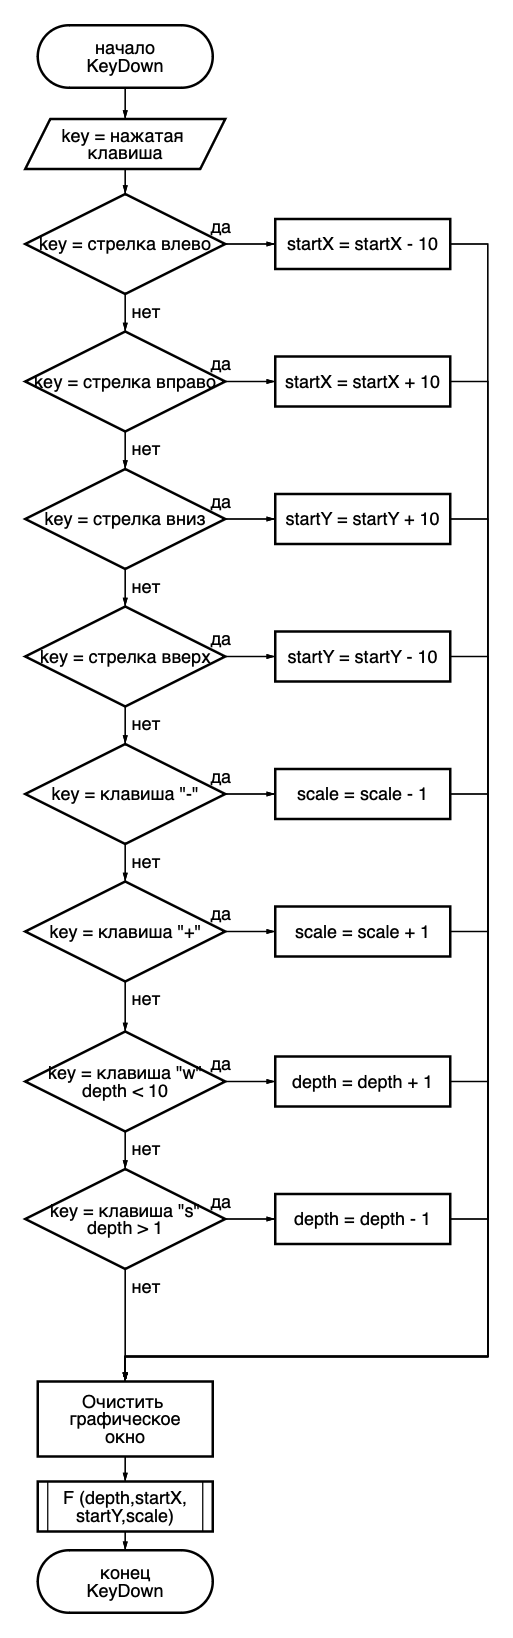 начало
KeyDown
key = нажатая
клавиша
key = стрелка влево
да
startX = startX - 10
нет
key = стрелка вправо
да
startX = startX + 10
нет
key = стрелка вниз
да
startY = startY + 10
нет
key = стрелка вверх
да
startY = startY - 10
нет
key = клавиша "-"
да
scale = scale - 1
нет
key = клавиша "+"
да
scale = scale + 1
нет
key = клавиша "w"
depth < 10
да
depth = depth + 1
нет
key = клавиша "s"
depth > 1
да
depth = depth - 1
нет
Очистить
графическое
окно
F (depth,startX,
startY,scale)
конец
KeyDown